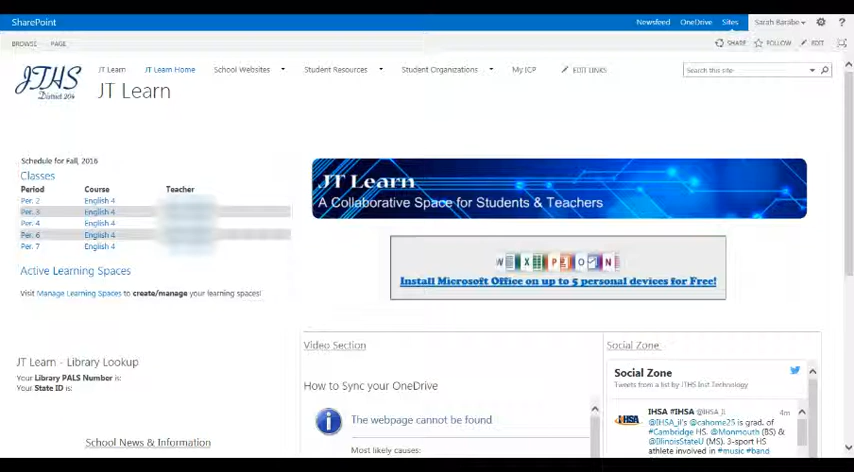 SharePoint
Newsfeed OneDrive Sites Sarah Barabe ?
BROWSE PAGE
SHARE FOLLOW EDIT
JTHS
District 204
JT Learn JT Learn Home School Websites Student Resources Student Organizations My ICP EDIT LINKS
Search this site
JT Learn
Schedule for Fall, 2016
Classes
Period Course Teacher
Per. 2 English 4
Per. 3 English 4
Per. 4 English 4
Per. 6 English 4
Per. 7 English 4
Active Learning Spaces
Visit Manage Learning Spaces to create/manage your learning spaces!
JT Learn - Library Lookup
Your Library PALS Number is:
Your State ID is:
School News & Information
JT Learn
A Collaborative Space for Students & Teachers
W X P O N
Install Microsoft Office on up to 5 personal devices for Free!
Video Section
How to Sync your OneDrive
The webpage cannot be found
Most likely causes:
Social Zone
Social Zone
Tweets from a list by JTHS Inst Technology
IHSA
IHSA #IHSA @IHSA_IL 4m
@IHSA_il's @cahome25 is grad. of
#Cambridge HS. @Monmouth (BS) &
@IllinoisStateU (MS). 3-sport HS
athlete involved in #music #band